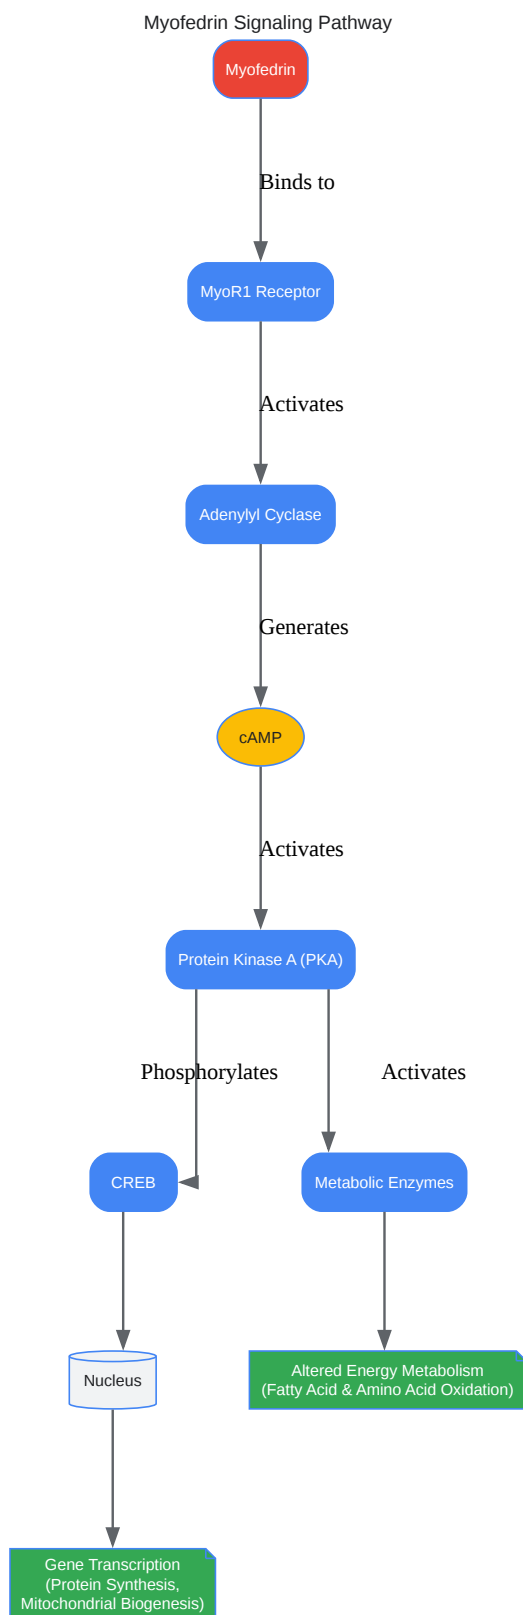 Myofedrin Signaling Pathway
Myofedrin
Binds to
MyoR1 Receptor
Activates
Adenylyl Cyclase
Generates
cAMP
Activates
Protein Kinase A (PKA)
Phosphorylates
Activates
CREB
Metabolic Enzymes
Nucleus
Altered Energy Metabolism
(Fatty Acid & Amino Acid Oxidation)
Gene Transcription
(Protein Synthesis,
Mitochondrial Biogenesis)